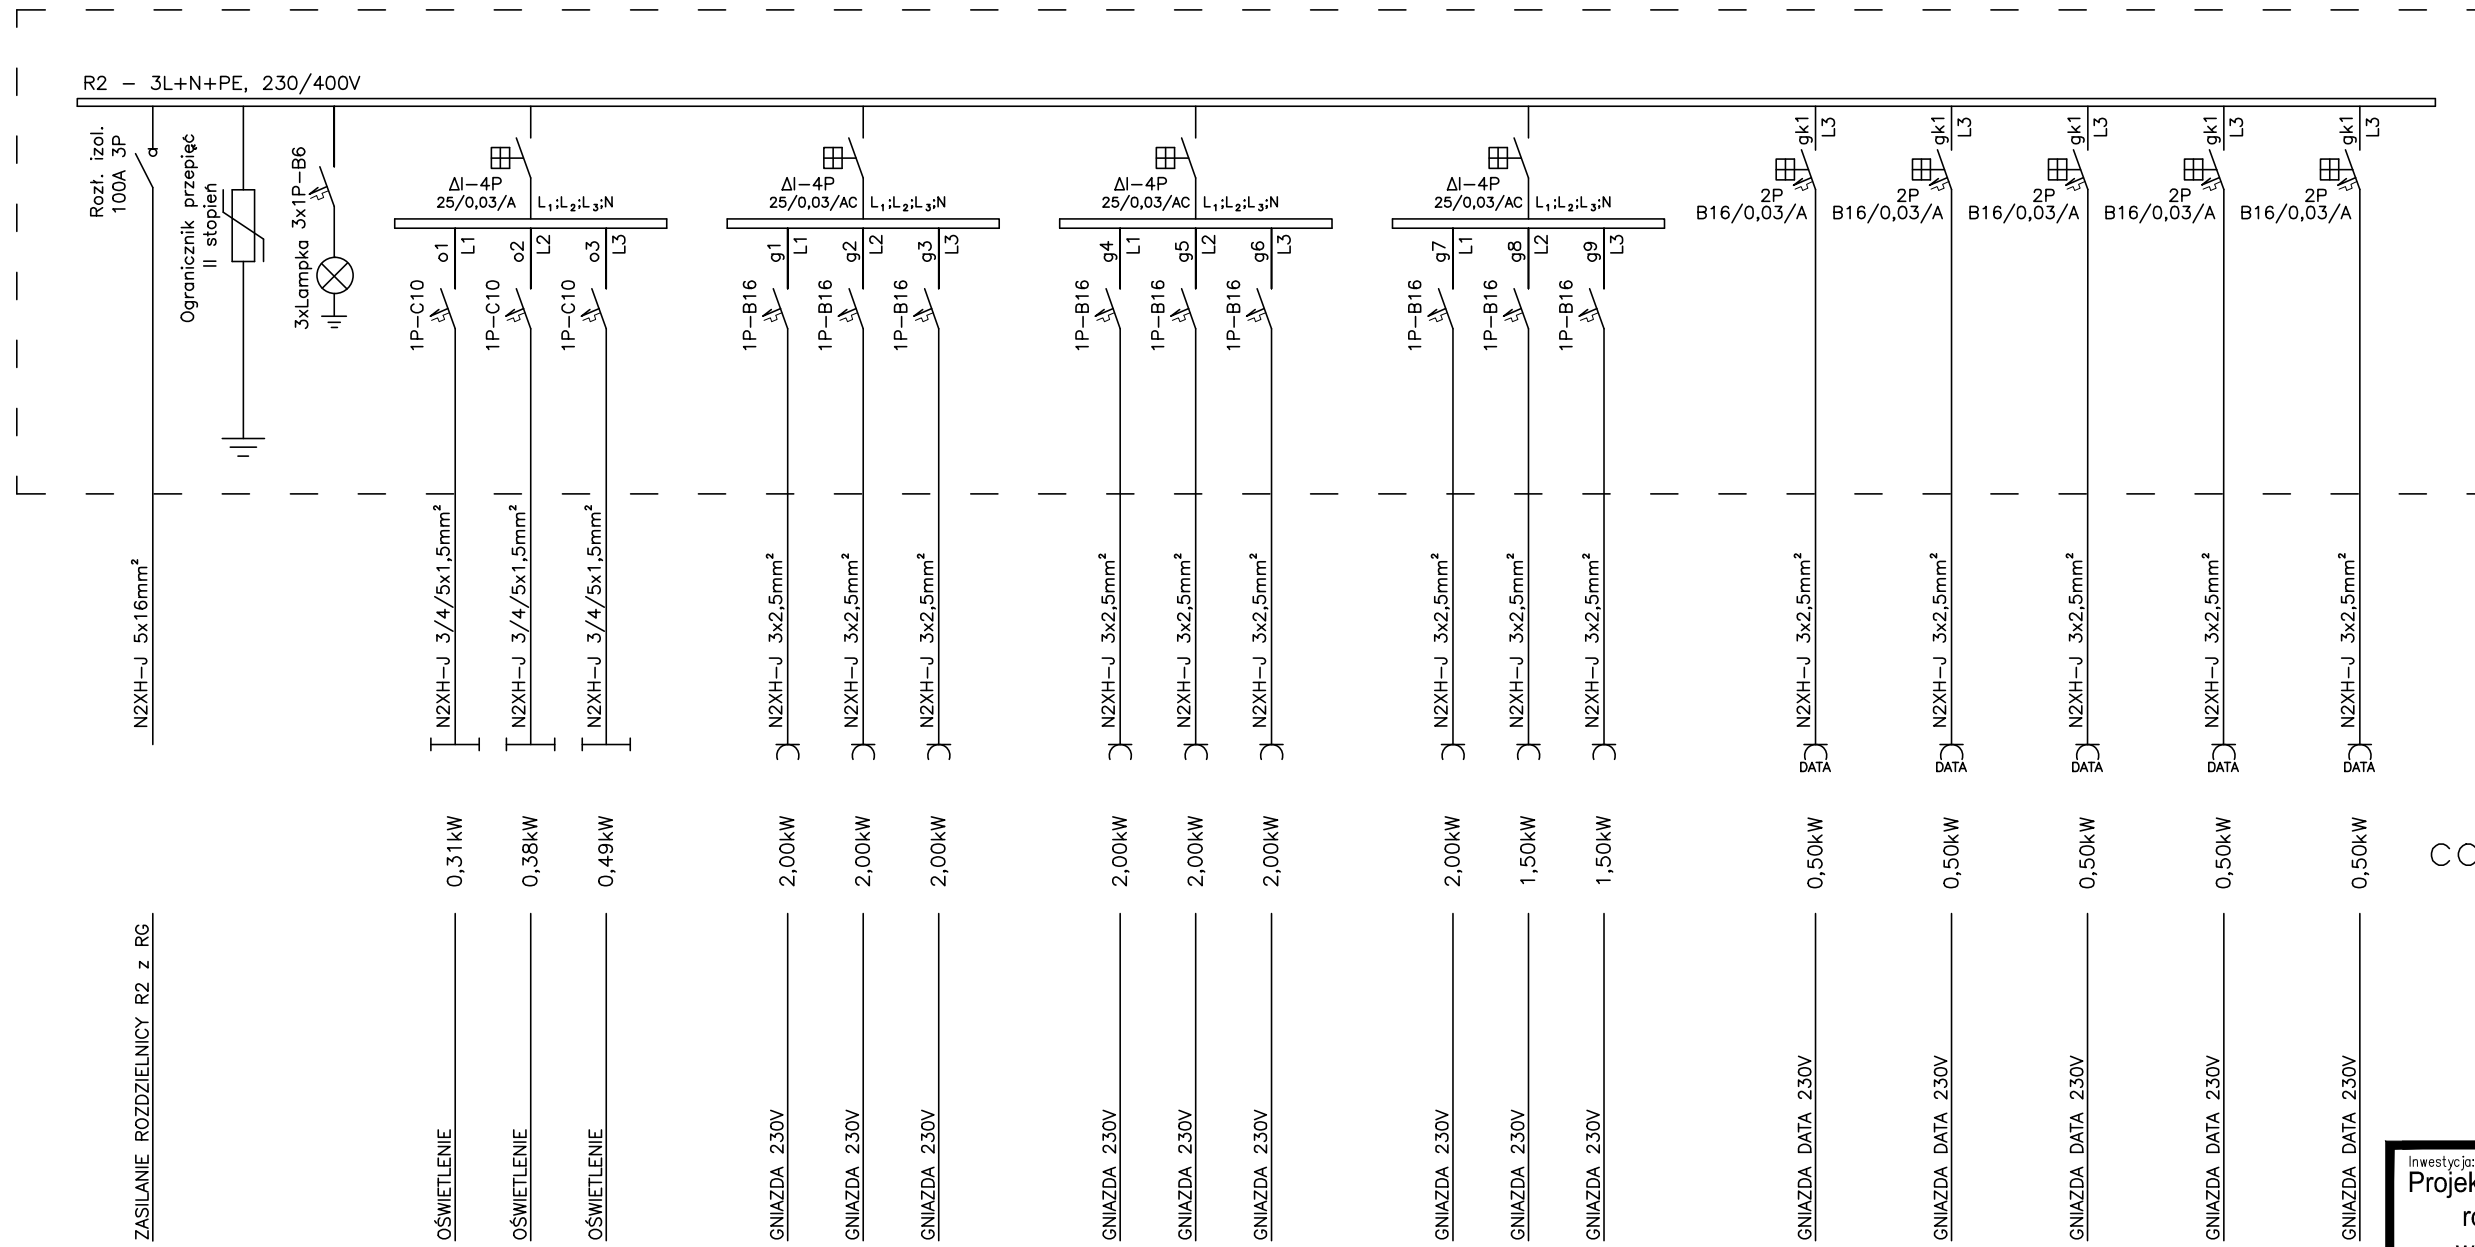 R2 - 3L+N+PE, 230/400V
Rozł. izol.
100A 3P
Ogranicznik przepięć
II stopień
3xLampka 3x1P-B6
ΔI-4P
25/0,03/A
L₁;L₂;L₃;N
ΔI-4P
25/0,03/AC
L₁;L₂;L₃;N
ΔI-4P
25/0,03/AC
L₁;L₂;L₃;N
ΔI-4P
25/0,03/AC
L₁;L₂;L₃;N
gk1
L3
2P
B16/0,03/A
gk1
L3
2P
B16/0,03/A
gk1
L3
2P
B16/0,03/A
gk1
L3
2P
B16/0,03/A
gk1
L3
2P
B16/0,03/A
o1
L1
o2
L2
o3
L3
g1
L1
g2
L2
g3
L3
g4
L1
g5
L2
g6
L3
g7
L1
g8
L2
g9
L3
1P-C10
1P-C10
1P-C10
1P-B16
1P-B16
1P-B16
1P-B16
1P-B16
1P-B16
1P-B16
1P-B16
1P-B16
N2XH-J 5x16mm²
N2XH-J 3/4/5x1,5mm²
N2XH-J 3/4/5x1,5mm²
N2XH-J 3/4/5x1,5mm²
N2XH-J 3x2,5mm²
N2XH-J 3x2,5mm²
N2XH-J 3x2,5mm²
N2XH-J 3x2,5mm²
N2XH-J 3x2,5mm²
N2XH-J 3x2,5mm²
N2XH-J 3x2,5mm²
N2XH-J 3x2,5mm²
N2XH-J 3x2,5mm²
N2XH-J 3x2,5mm²
N2XH-J 3x2,5mm²
N2XH-J 3x2,5mm²
N2XH-J 3x2,5mm²
N2XH-J 3x2,5mm²
DATA
DATA
DATA
DATA
DATA
0,31kW
0,38kW
0,49kW
2,00kW
2,00kW
2,00kW
2,00kW
2,00kW
2,00kW
2,00kW
1,50kW
1,50kW
0,50kW
0,50kW
0,50kW
0,50kW
0,50kW
ZASILANIE ROZDZIELNICY R2 z RG
OŚWIETLENIE
OŚWIETLENIE
OŚWIETLENIE
GNIAZDA 230V
GNIAZDA 230V
GNIAZDA 230V
GNIAZDA 230V
GNIAZDA 230V
GNIAZDA 230V
GNIAZDA 230V
GNIAZDA 230V
GNIAZDA 230V
GNIAZDA DATA 230V
GNIAZDA DATA 230V
GNIAZDA DATA 230V
GNIAZDA DATA 230V
GNIAZDA DATA 230V
Inwestycja:
Projek